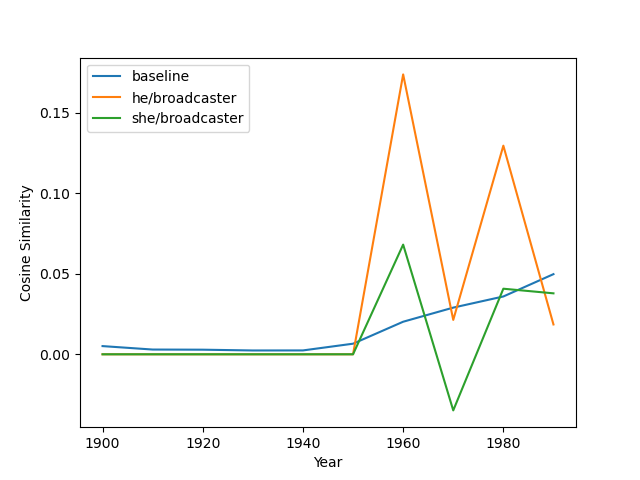 baseline
he/broadcaster
she/broadcaster
0.15
0.10
0.05
0.00
Cosine Similarity
1900 1920 1940 1960 1980
Year